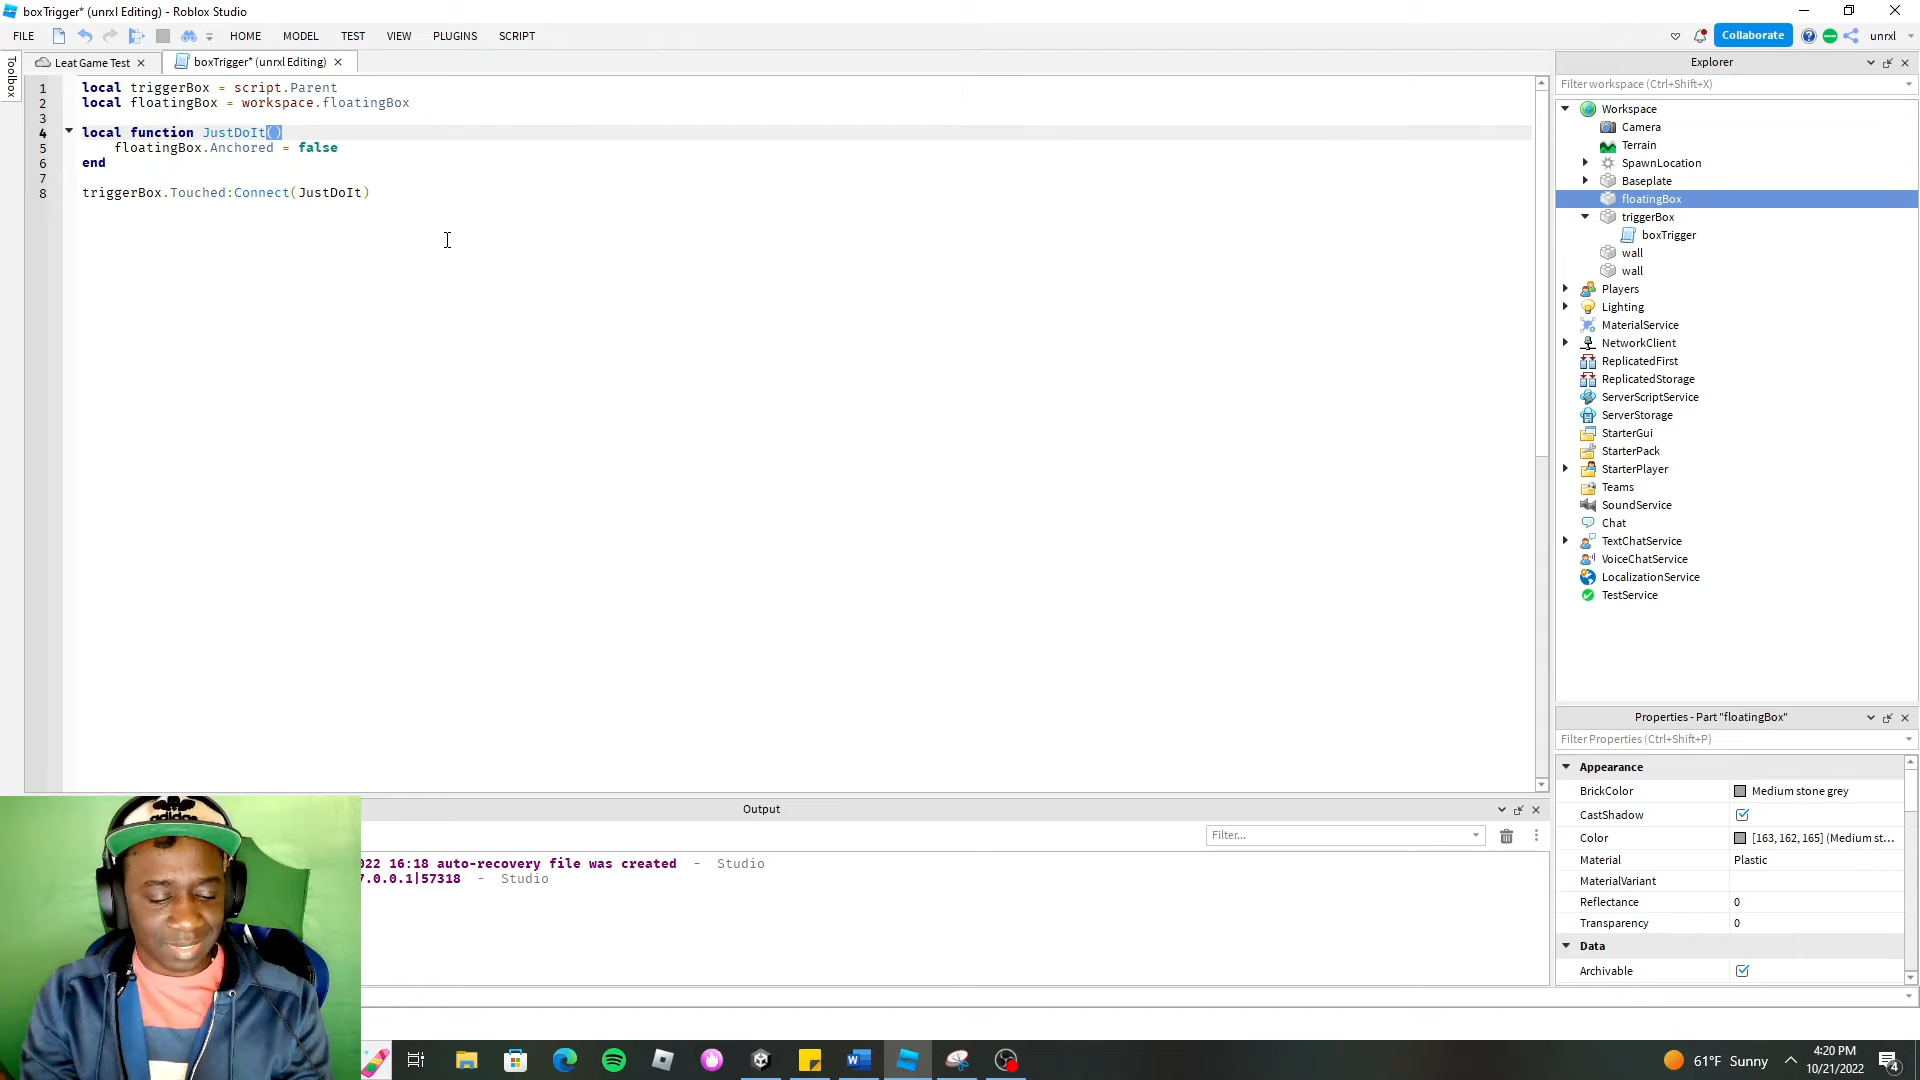 boxTrigger* (unrxl Editing) - Roblox Studio
FILE HOME MODEL TEST VIEW PLUGINS SCRIPT Collaborate unrxl
Toolbox
Leat Game Test
boxTrigger* (unrxl Editing)
1 local triggerBox = script.Parent
2 local floatingBox = workspace.floatingBox
3
4 local function JustDoIt()
5 floatingBox.Anchored = false
6 end
7
8 triggerBox.Touched:Connect(JustDoIt)
Explorer
Filter workspace (Ctrl+Shift+X)
Workspace
Camera
Terrain
SpawnLocation
Baseplate
floatingBox
triggerBox
boxTrigger
wall
wall
Players
Lighting
MaterialService
NetworkClient
ReplicatedFirst
ReplicatedStorage
ServerScriptService
ServerStorage
StarterGui
StarterPack
StarterPlayer
Teams
SoundService
Chat
TextChatService
VoiceChatService
LocalizationService
TestService
Properties - Part "floatingBox"
Filter Properties (Ctrl+Shift+P)
Appearance
BrickColor Medium stone grey
CastShadow
Color [163, 162, 165] (Medium st...
Material Plastic
MaterialVariant
Reflectance 0
Transparency 0
Data
Archivable
Output
Filter...
22 16:18 auto-recovery file was created - Studio
7.0.0.1|57318 - Studio
adidas
61°F Sunny
4:20 PM
10/21/2022
4